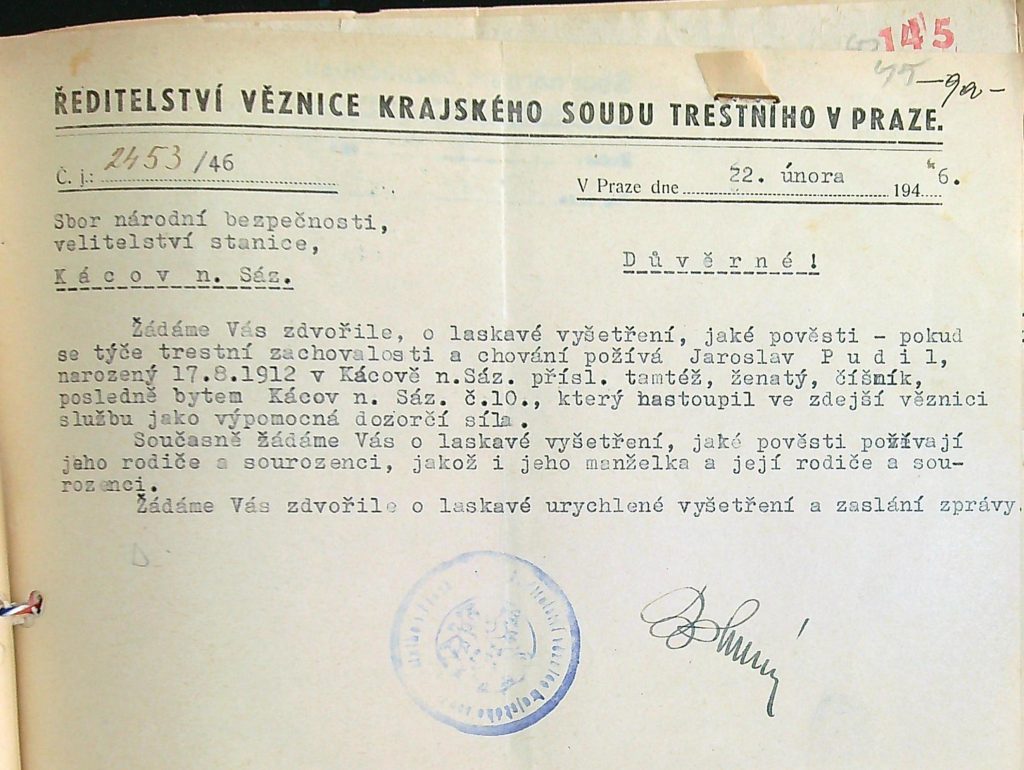 145
—90—
ŘEDITELSTVÍ VĚZNICE KRAJSKÉHO SOUDU TRESTNÍHO V PRAZE.
Č. j.: 2453/46
V Praze dne 22. února 1946.
Sbor národní bezpečnosti,
velitelství stanice,
Kácov n. Sáz.
Důvěrné!
Žádáme Vás zdvořile, o laskavé vyšetření, jaké pověsti - pokud
se týče trestní zachovalosti a chování požívá Jaroslav Pudil,
narozený 17.8.1912 v Kácově n.Sáz. přísl. tamtéž, ženatý, číšník,
posledně bytem Kácov n. Sáz. č.10., který nastoupil ve zdejší věznici
službu jako výpomocná dozorčí síla.
Současně žádáme Vás o laskavé vyšetření, jaké pověsti požívají
jeho rodiče a sourozenci, jakož i jeho manželka a její rodiče a sou-
rozenci.
Žádáme Vás zdvořile o laskavé urychlené vyšetření a zaslání zprávy.